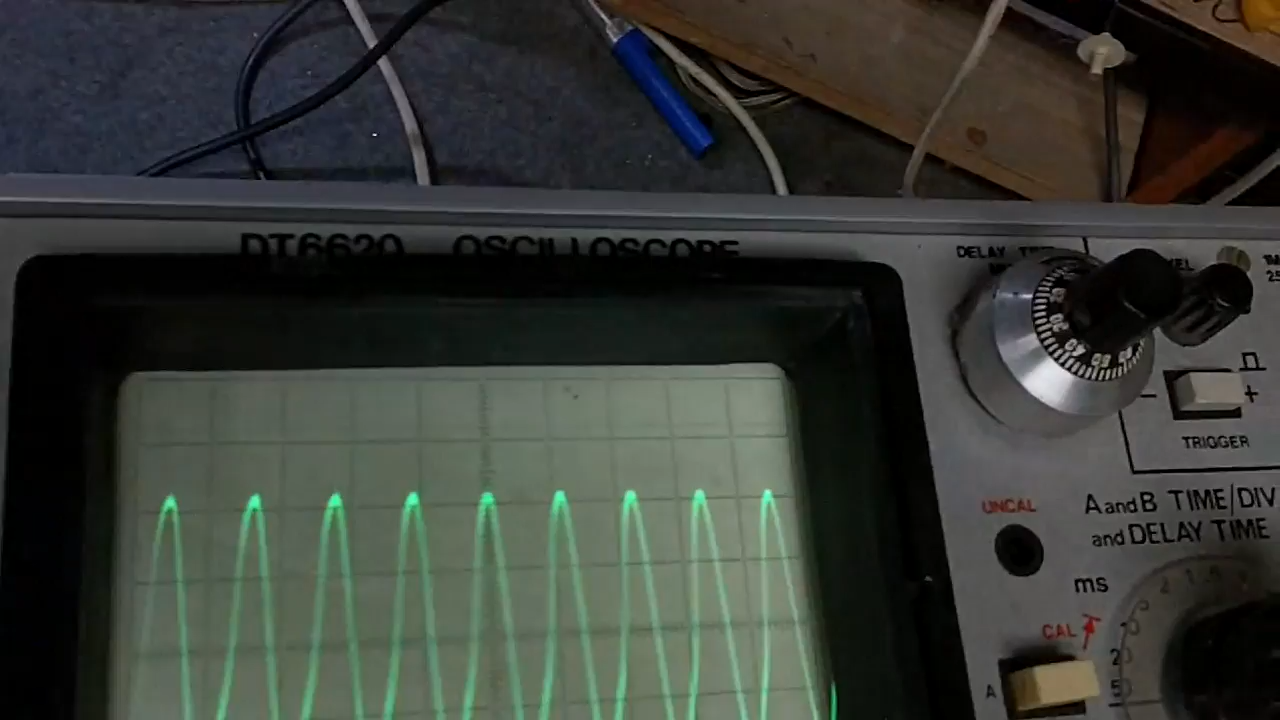 DT6620 OSCILLOSCOPE
DELAY
TRIGGER
- +
UNCAL
A and B TIME/DIV
and DELAY TIME
ms
CAL
A